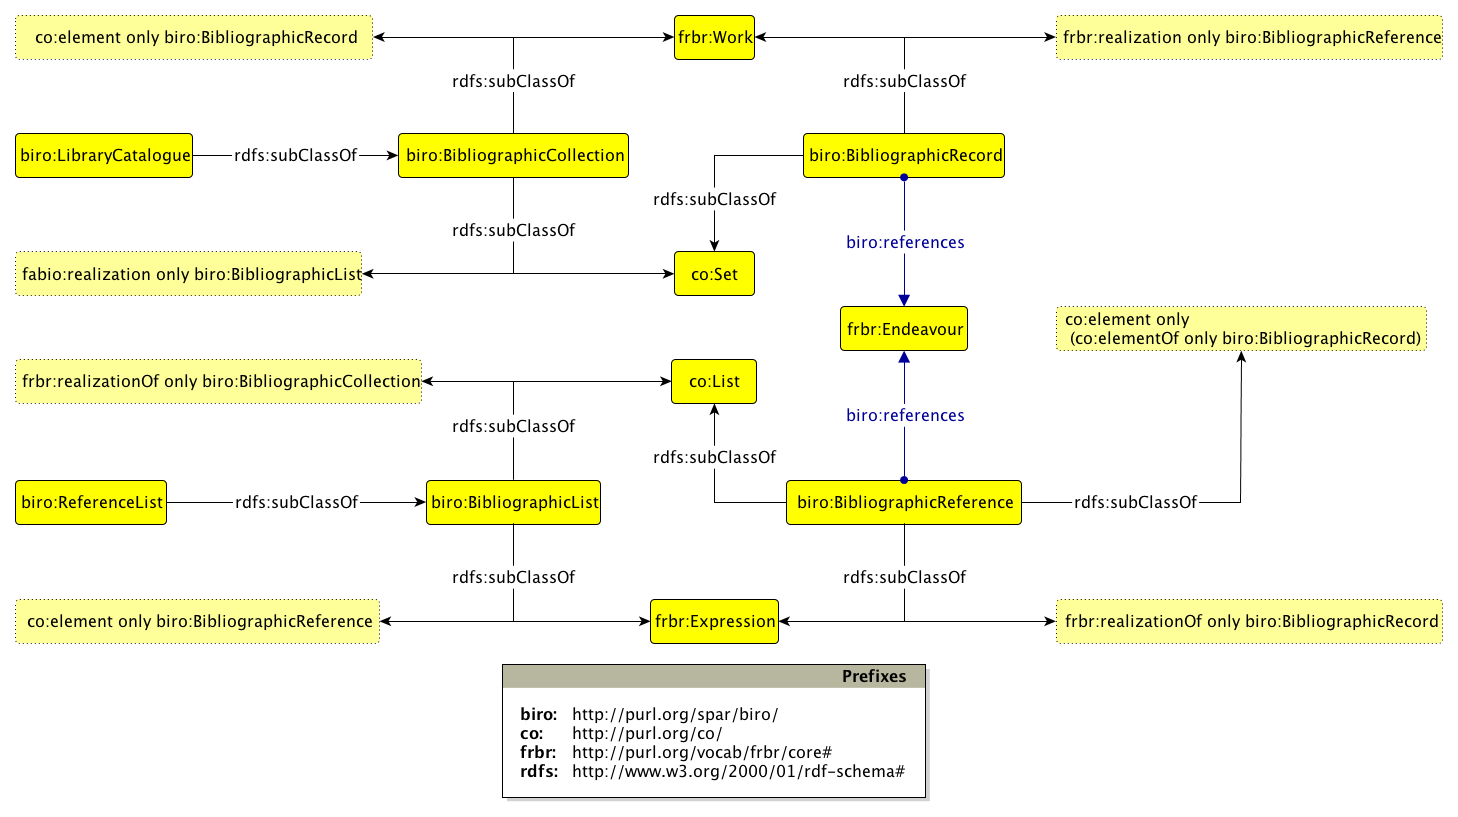 co:element only biro:BibliographicRecord
frbr:Work
frbr:realization only biro:BibliographicReference
rdfs:subClassOf
rdfs:subClassOf
biro:LibraryCatalogue
rdfs:subClassOf
biro:BibliographicCollection
biro:BibliographicRecord
rdfs:subClassOf
rdfs:subClassOf
biro:references
fabio:realization only biro:BibliographicList
co:Set
frbr:Endeavour
co:element only
(co:elementOf only biro:BibliographicRecord)
frbr:realizationOf only biro:BibliographicCollection
co:List
biro:references
rdfs:subClassOf
rdfs:subClassOf
biro:ReferenceList
rdfs:subClassOf
biro:BibliographicList
biro:BibliographicReference
rdfs:subClassOf
rdfs:subClassOf
rdfs:subClassOf
co:element only biro:BibliographicReference
frbr:Expression
frbr:realizationOf only biro:BibliographicRecord
Prefixes
biro: http://purl.org/spar/biro/
co: http://purl.org/co/
frbr: http://purl.org/vocab/frbr/core#
rdfs: http://www.w3.org/2000/01/rdf-schema#